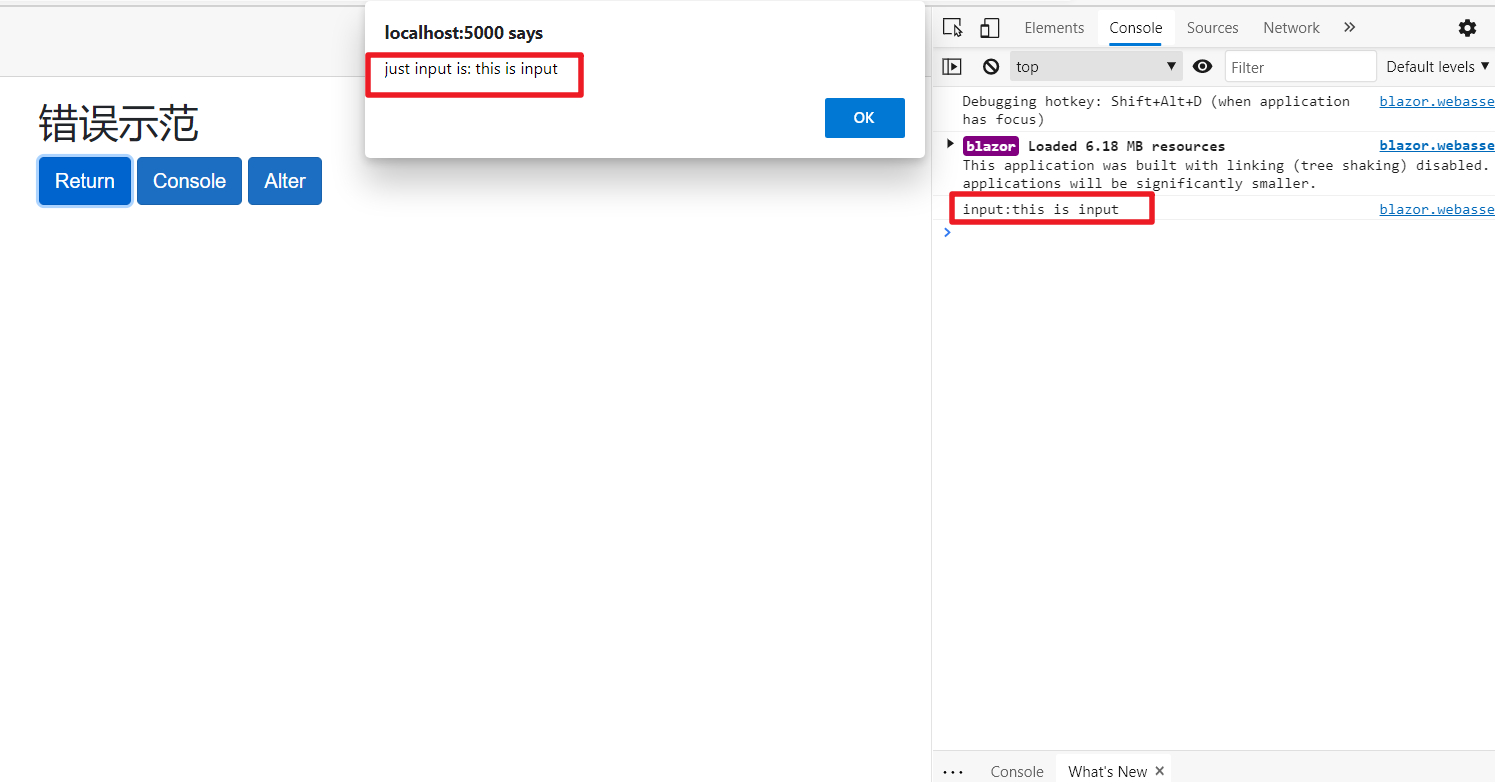 localhost:5000 says
just input is: this is input
OK
错误示范
Return Console Alter
Elements Console Sources Network
top Filter Default levels
Debugging hotkey: Shift+Alt+D (when application blazor.webasse
has focus)
blazor Loaded 6.18 MB resources blazor.webasse
This application was built with linking (tree shaking) disabled.
applications will be significantly smaller.
input:this is input blazor.webasse
Console What's New